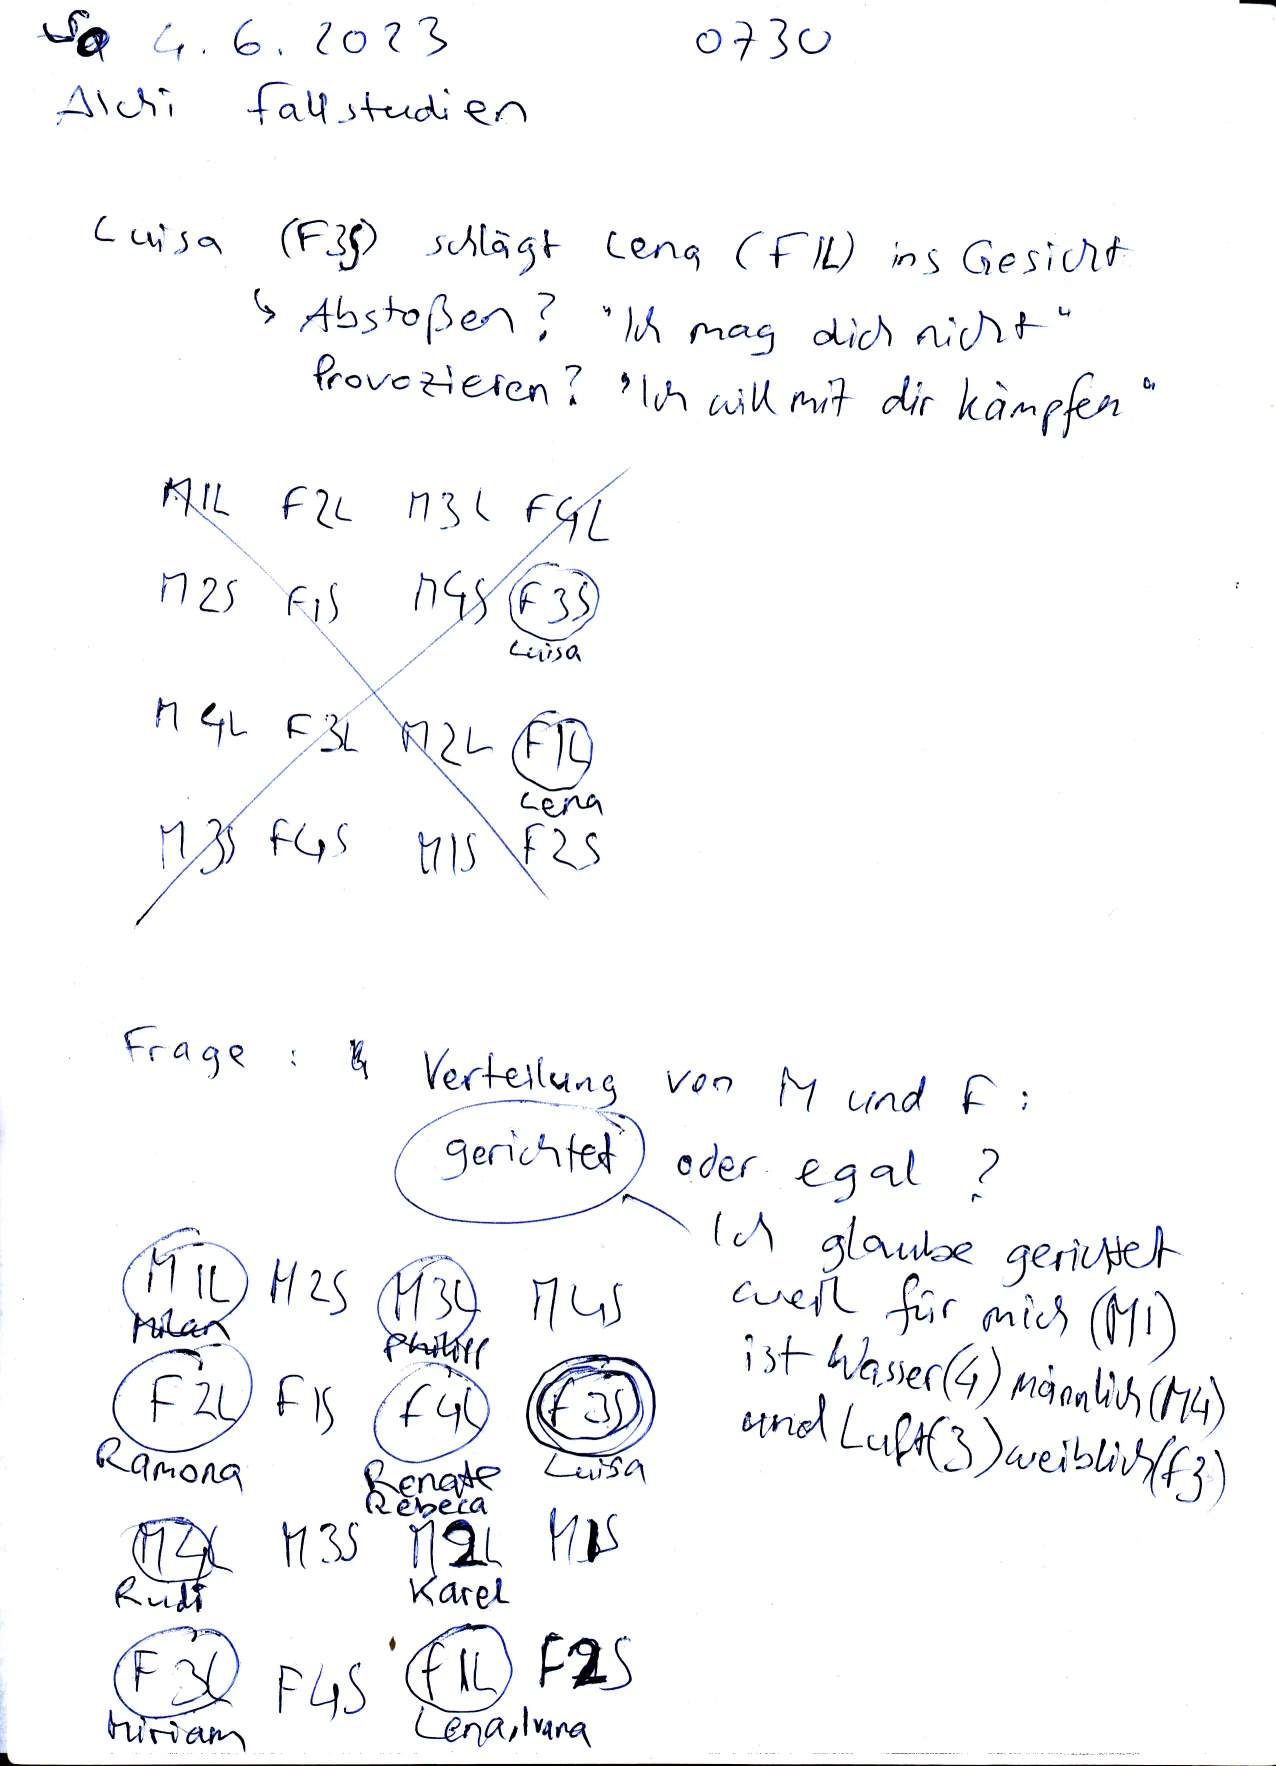 So 4.6.2023 0730
Alchi Fallstudien
Luisa (F3S) schlägt Lena (F1L) ins Gesicht
↳ Abstoßen? "Ich mag dich nicht"
Provozieren? "Ich will mit dir kämpfen"
M1L F2L M3L F4L
M2S F1S M4S F3S
Luisa
M4L F3L M2L F1L
Lena
M3S F4S M1S F2S
Frage: Verteilung von M und F:
gerichtet oder egal?
Ich glaube gerichtet
weil für mich (M1)
ist Wasser(4) männlich(M4)
und Luft(3) weiblich(F3)
M1L M2S M3L M4S
Milan Philipp
F2L F1S F4L F3S
Ramona Renate Luisa
Rebeca
M4L M3S M2L M1S
Rudi Karel
F3L F4S F1L F2S
Miriam Lena, Ivana